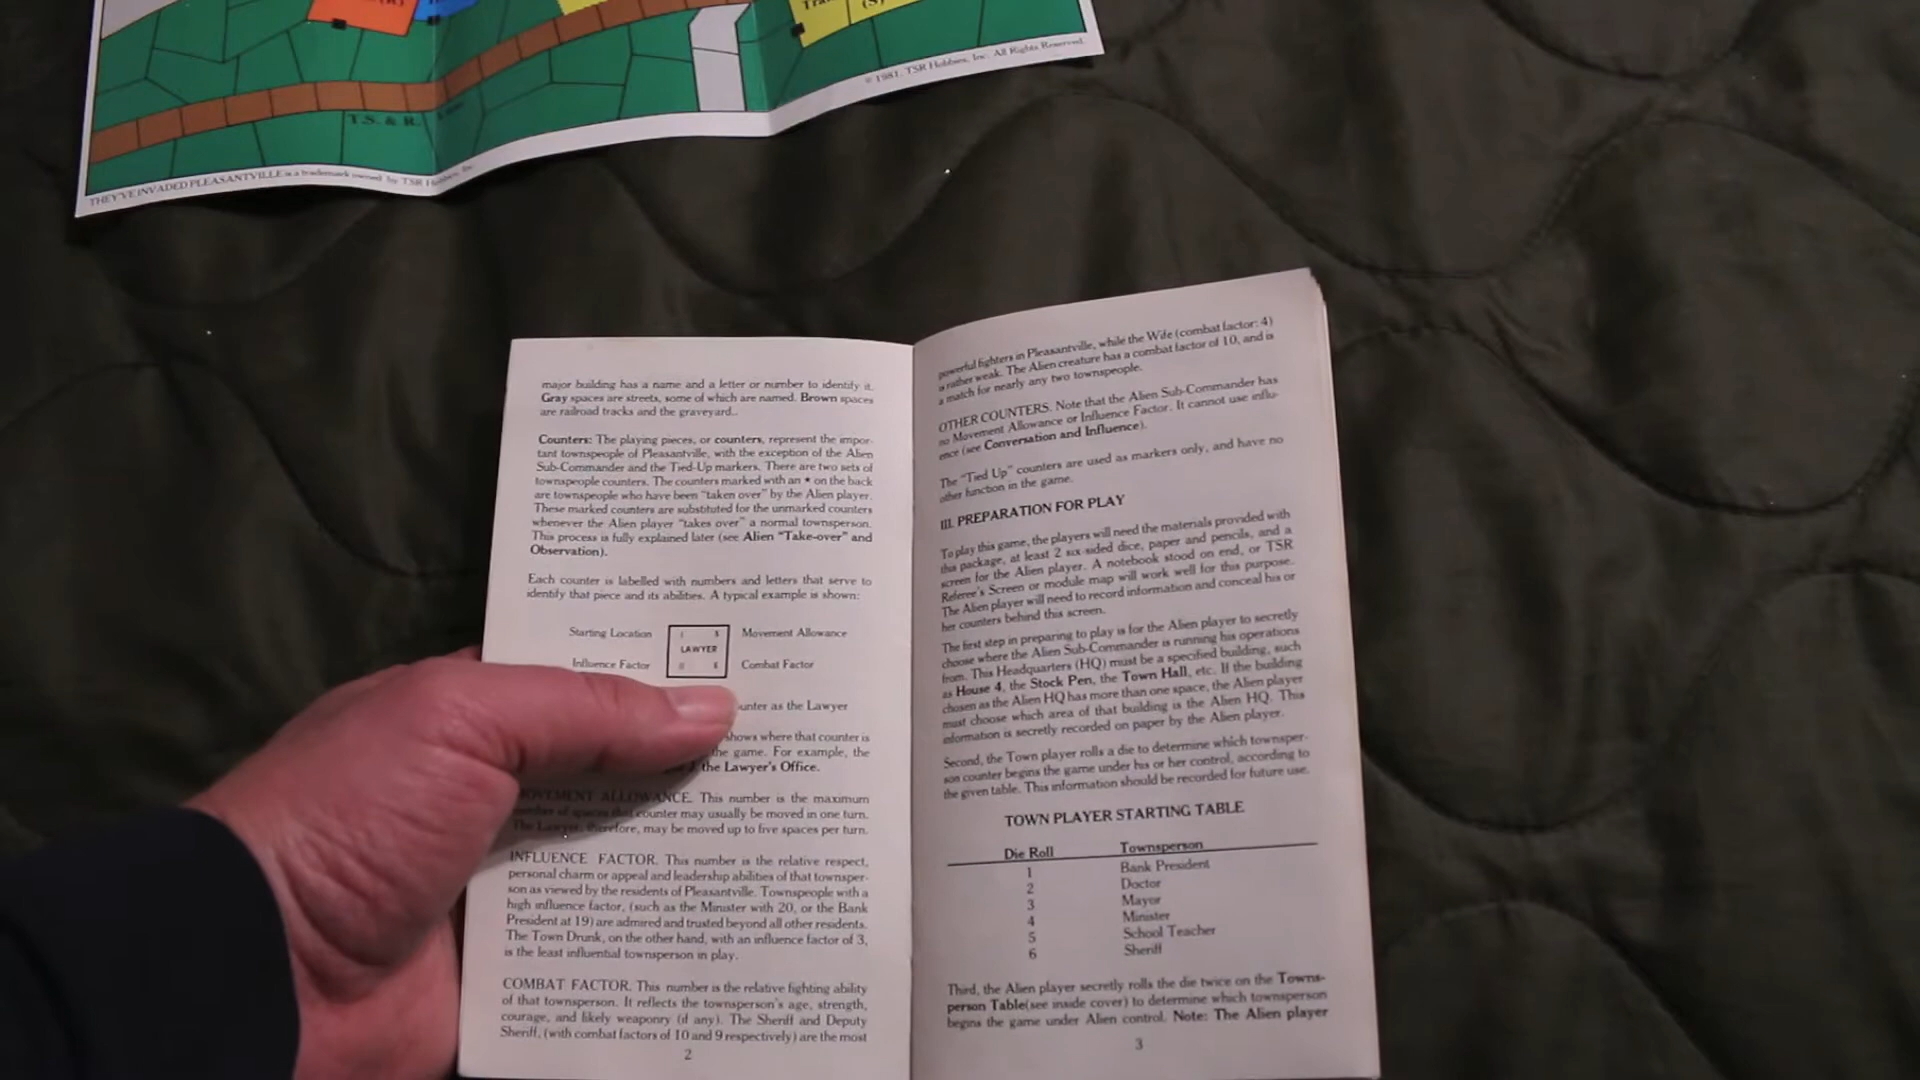 (S)
© 1981, TSR Hobbies, Inc. All Rights Reserved.
T.S. & R.
THEY'VE INVADED PLEASANTVILLE is a trademark owned by TSR Hobbies, Inc.
major building has a name and a letter or number to identify it.
Gray spaces are streets, some of which are named. Brown spaces
are railroad tracks and the graveyard..
Counters: The playing pieces, or counters, represent the impor-
tant townspeople of Pleasantville, with the exception of the Alien
Sub-Commander and the Tied-Up markers. There are two sets of
townspeople counters. The counters marked with an * on the back
are townspeople who have been "taken over" by the Alien player.
These marked counters are substituted for the unmarked counters
whenever the Alien player "takes over" a normal townsperson.
This process is fully explained later (see Alien "Take-over" and
Observation).
Each counter is labelled with numbers and letters that serve to
identify that piece and its abilities. A typical example is shown:
Starting Location
LAWYER
Movement Allowance
Influence Factor
Combat Factor
unter as the Lawyer
shows where that counter is
the game. For example, the
the Lawyer's Office.
MOVEMENT ALLOWANCE. This number is the maximum
number of spaces that counter may usually be moved in one turn.
The Lawyer, therefore, may be moved up to five spaces per turn.
INFLUENCE FACTOR. This number is the relative respect,
personal charm or appeal and leadership abilities of that townsper-
son as viewed by the residents of Pleasantville. Townspeople with a
high influence factor, (such as the Minister with 20, or the Bank
President at 19) are admired and trusted beyond all other residents.
The Town Drunk, on the other hand, with an influence factor of 3,
is the least influential townsperson in play.
COMBAT FACTOR. This number is the relative fighting ability
of that townsperson. It reflects the townsperson's age, strength,
courage, and likely weaponry (if any). The Sheriff and Deputy
Sheriff, (with combat factors of 10 and 9 respectively) are the most
2
powerful fighters in Pleasantville, while the Wife (combat factor: 4)
is rather weak. The Alien creature has a combat factor of 10, and is
a match for nearly any two townspeople.
OTHER COUNTERS. Note that the Alien Sub-Commander has
no Movement Allowance or Influence Factor. It cannot use influ-
ence (see Conversation and Influence).
The "Tied Up" counters are used as markers only, and have no
other function in the game.
III. PREPARATION FOR PLAY
To play this game, the players will need the materials provided with
this package, at least 2 six-sided dice, paper and pencils, and a
screen for the Alien player. A notebook stood on end, or TSR
Referee's Screen or module map will work well for this purpose.
The Alien player will need to record information and conceal his or
her counters behind this screen.
The first step in preparing to play is for the Alien player to secretly
choose where the Alien Sub-Commander is running his operations
from. This Headquarters (HQ) must be a specified building, such
as House 4, the Stock Pen, the Town Hall, etc. If the building
chosen as the Alien HQ has more than one space, the Alien player
must choose which area of that building is the Alien HQ. This
information is secretly recorded on paper by the Alien player.
Second, the Town player rolls a die to determine which townsper-
son counter begins the game under his or her control, according to
the given table. This information should be recorded for future use.
TOWN PLAYER STARTING TABLE
Die Roll Townsperson
1 Bank President
2 Doctor
3 Mayor
4 Minister
5 School Teacher
6 Sheriff
Third, the Alien player secretly rolls the die twice on the Towns-
person Table(see inside cover) to determine which townsperson
begins the game under Alien control. Note: The Alien player
3